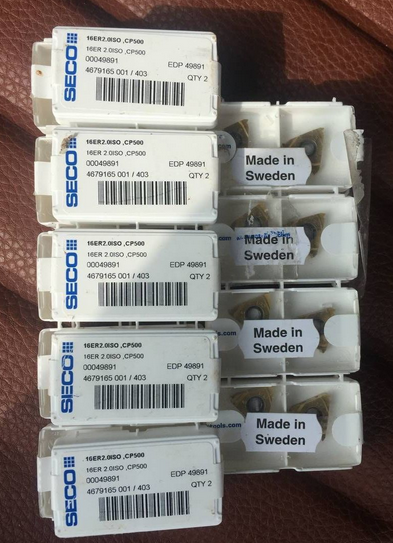 SECO
16ER2.0ISO ,CP500
16ER 2.0ISO ,CP500
00049891
EDP 49891
4679165 001 / 403
QTY 2
SECO
16ER2.0ISO ,CP500
16ER 2.0ISO ,CP500
00049891
EDP 49891
4679165 001 / 403
QTY 2
Made in
Sweden
SECO
16ER2.0ISO ,CP500
16ER 2.0ISO ,CP500
00049891
EDP 49891
4679165 001 / 403
QTY 2
Made in
Sweden
SECO
16ER2.0ISO ,CP500
16ER 2.0ISO ,CP500
00049891
EDP 49891
4679165 001 / 403
QTY 2
s.com
Made in
Sweden
SECO
16ER2.0ISO ,CP500
16ER 2.0ISO ,CP500
00049891
EDP 49891
4679165 001 / 403
QTY 2
tools.com
Made in
Sweden